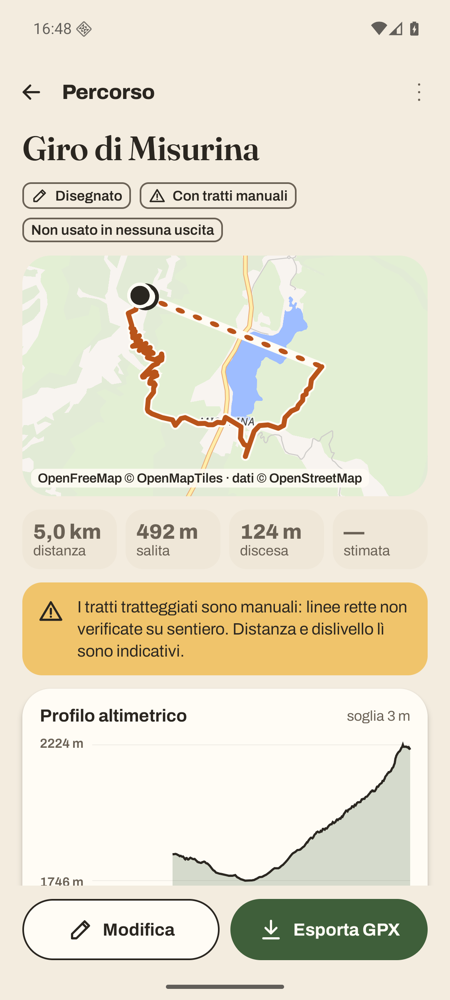 16:48
Percorso
Giro di Misurina
Disegnato
Con tratti manuali
Non usato in nessuna uscita
OpenFreeMap © OpenMapTiles · dati © OpenStreetMap
5,0 km
distanza
492 m
salita
124 m
discesa
—
stimata
I tratti tratteggiati sono manuali: linee rette non
verificate su sentiero. Distanza e dislivello lì
sono indicativi.
Profilo altimetrico
soglia 3 m
2224 m
1746 m
Modifica
Esporta GPX